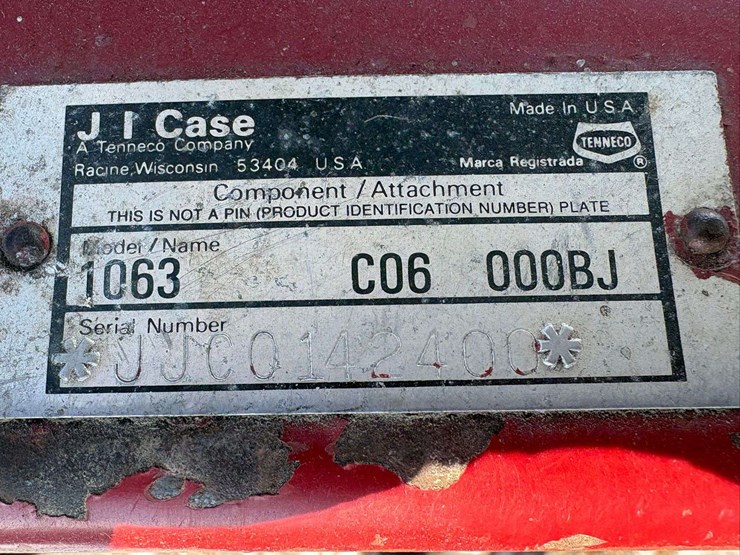 J I Case
A Tenneco Company
Racine, Wisconsin 53404 U.S.A.
Made In U S A
TENNECO
Marca Registrada ®
Component / Attachment
THIS IS NOT A PIN (PRODUCT IDENTIFICATION NUMBER) PLATE
Model / Name
1063 C06 000BJ
Serial Number
*JJC0142400*